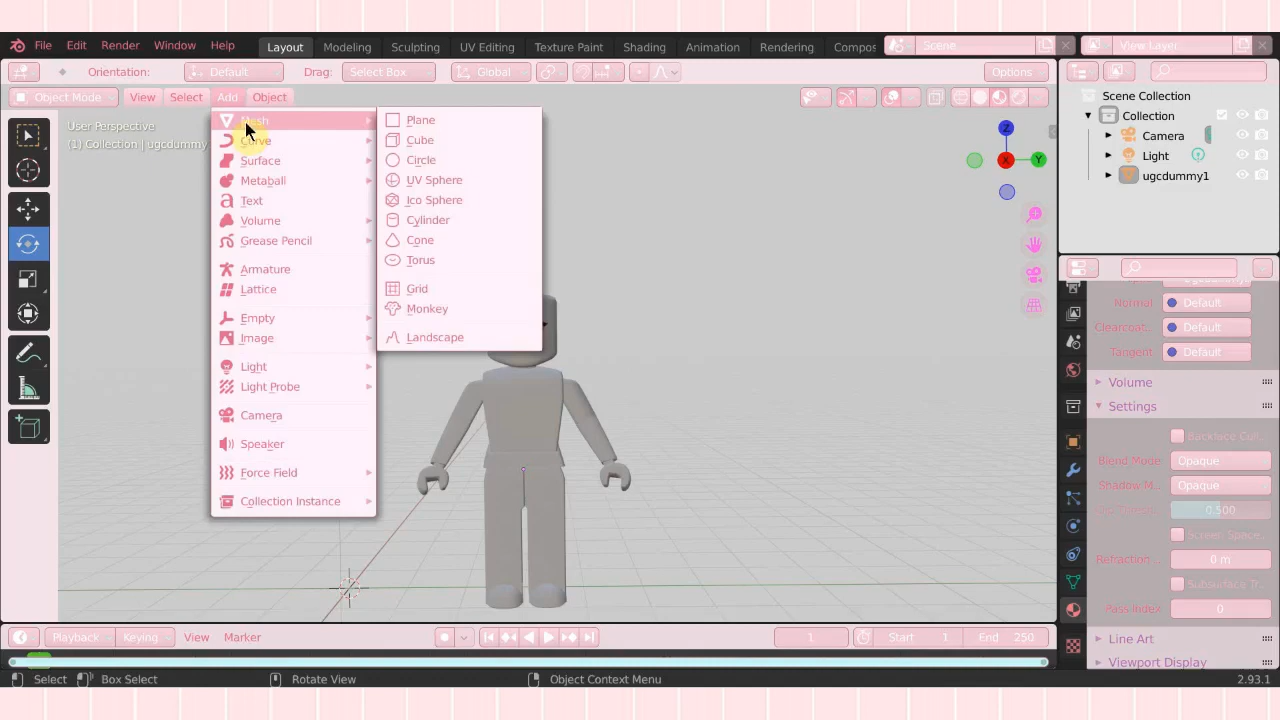 File Edit Render Window Help Layout Modeling Sculpting UV Editing Texture Paint Shading Animation Rendering Compos Scene View Layer
Orientation: Default Drag: Select Box Global Options
Object Mode View Select Add Object
User Perspective
(1) Collection | ugcdummy
Mesh
Curve
Surface
Metaball
Text
Volume
Grease Pencil
Armature
Lattice
Empty
Image
Light
Light Probe
Camera
Speaker
Force Field
Collection Instance
Plane
Cube
Circle
UV Sphere
Ico Sphere
Cylinder
Cone
Torus
Grid
Monkey
Landscape
X Y Z
Scene Collection
Collection
Camera
Light
ugcdummy1
Normal Default
Clearcoat.. Default
Tangent Default
Volume
Settings
Backface Cull..
Blend Mode Opaque
Shadow M.. Opaque
0.500
Screen Space..
Refraction.. 0 m
Subsurface Tr..
Pass Index 0
Line Art
Viewport Display
Playback Keying View Marker 1 Start 1 End 250
Select Box Select Rotate View Object Context Menu 2.93.1